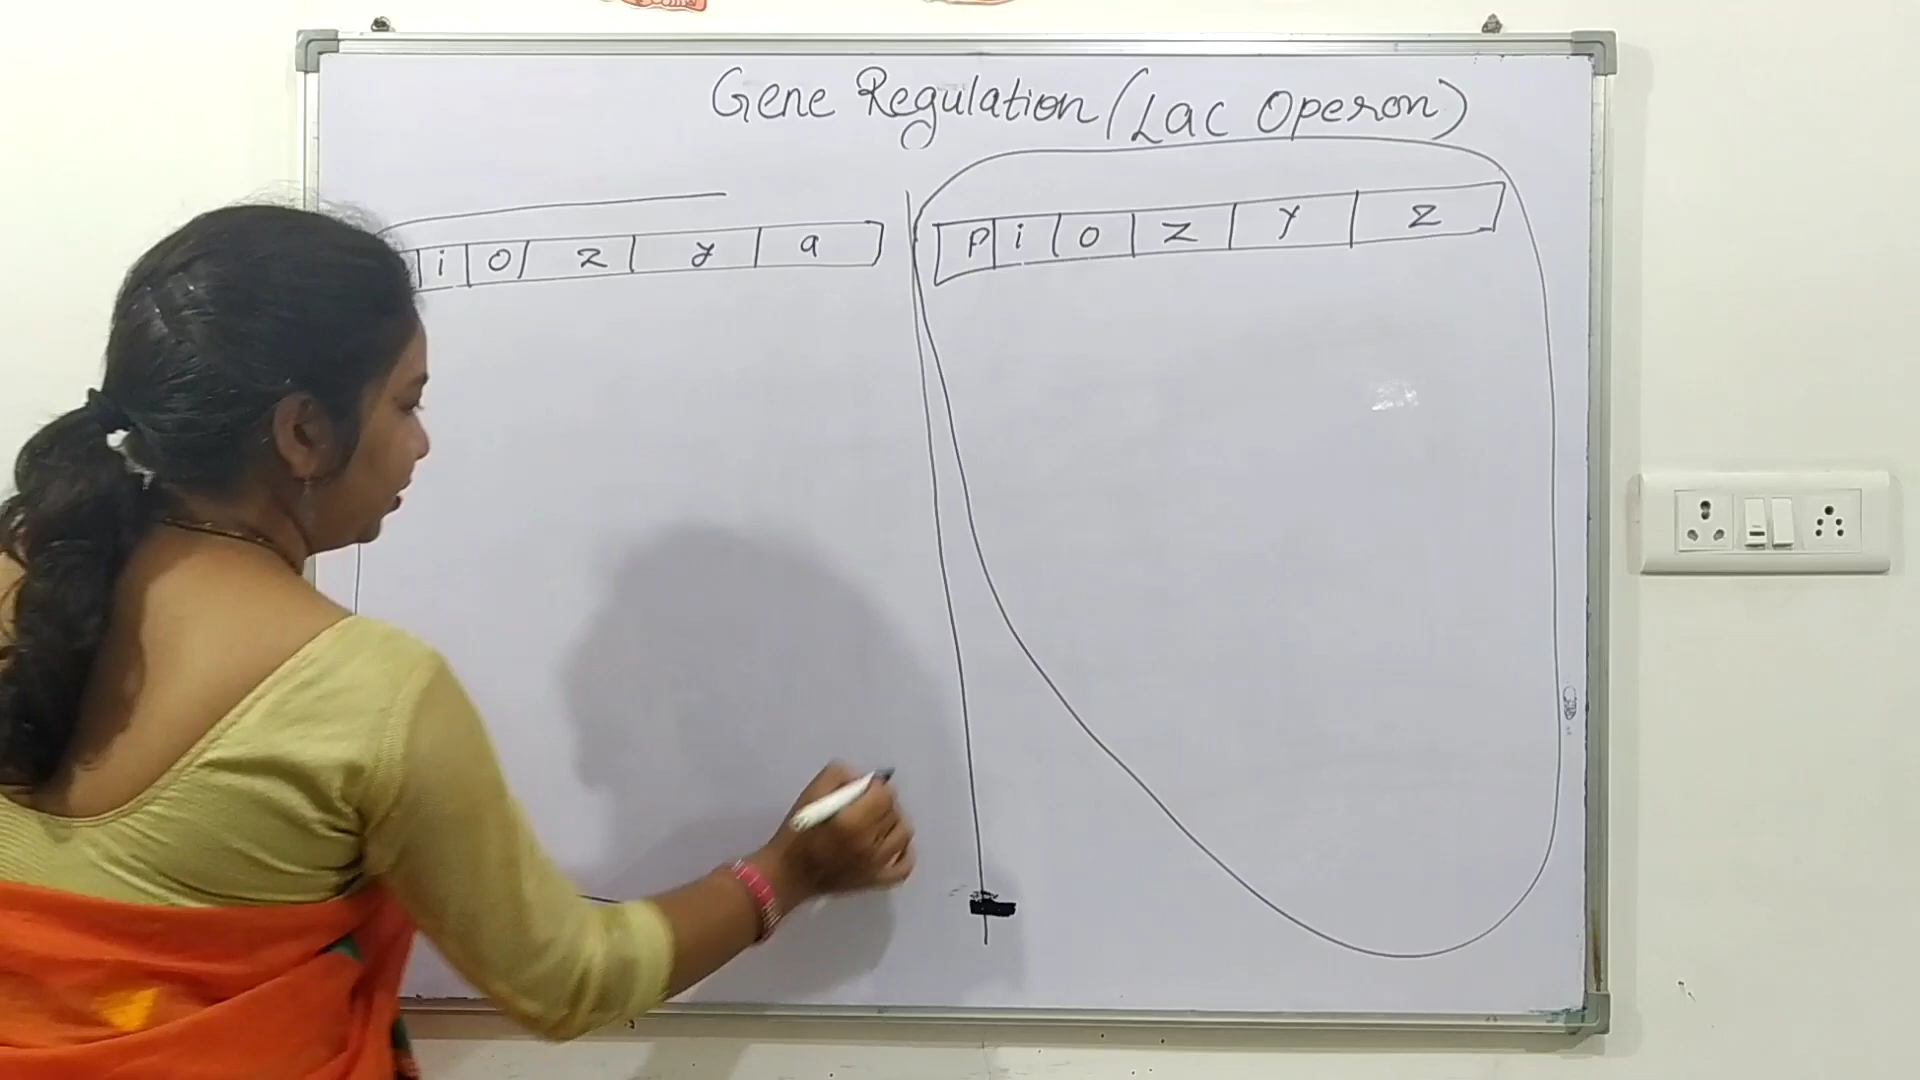 Gene Regulation (Lac Operon)
i o z y a
P i o z y z